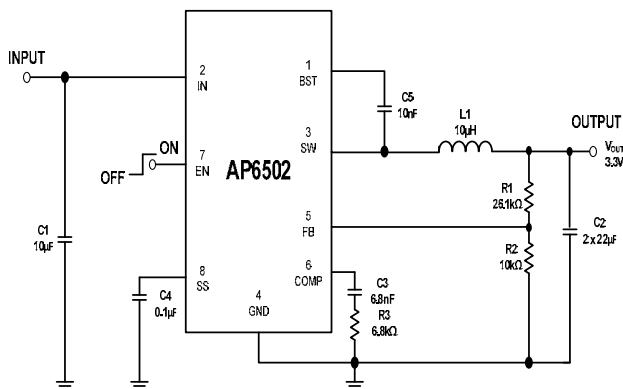 INPUT
2
IN
1
BST
C5
10nF
L1
10µH
OUTPUT
VOUT
3.3V
ON
OFF
7
EN
AP6502
3
SW
R1
26.1kΩ
C2
2 x 22µF
5
FB
R2
10kΩ
C1
10µF
8
SS
6
COMP
C3
6.8nF
R3
6.8kΩ
C4
0.1µF
4
GND